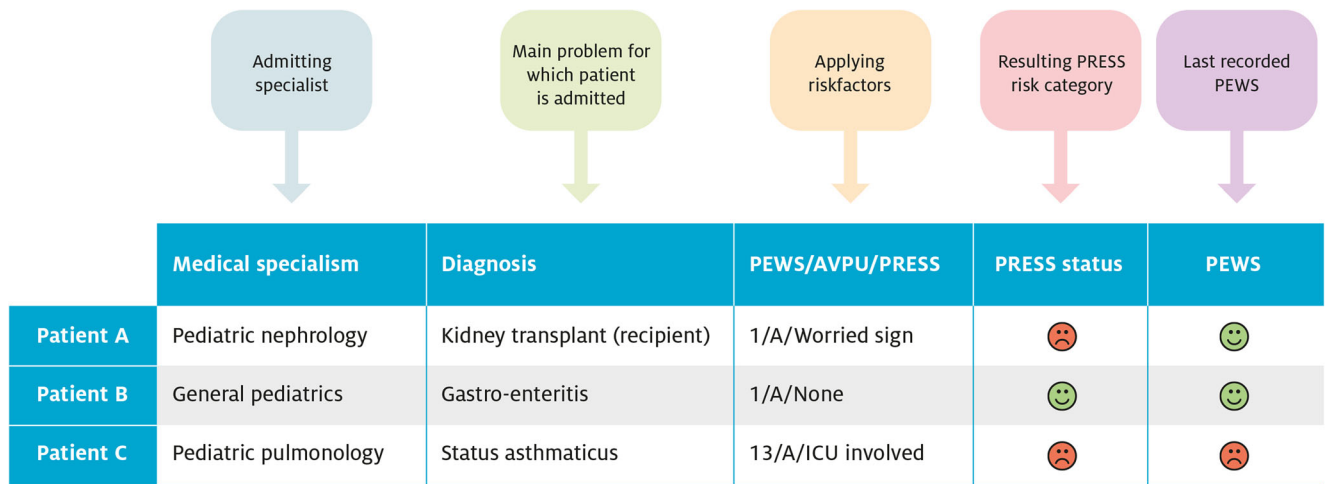 Admitting
specialist
Main problem for
which patient
is admitted
Applying
riskfactors
Resulting PRESS
risk category
Last recorded
PEWS
Medical specialism
Diagnosis
PEWS/AVPU/PRESS
PRESS status
PEWS
Patient A
Pediatric nephrology
Kidney transplant (recipient)
1/A/Worried sign
Patient B
General pediatrics
Gastro-enteritis
1/A/None
Patient C
Pediatric pulmonology
Status asthmaticus
13/A/ICU involved